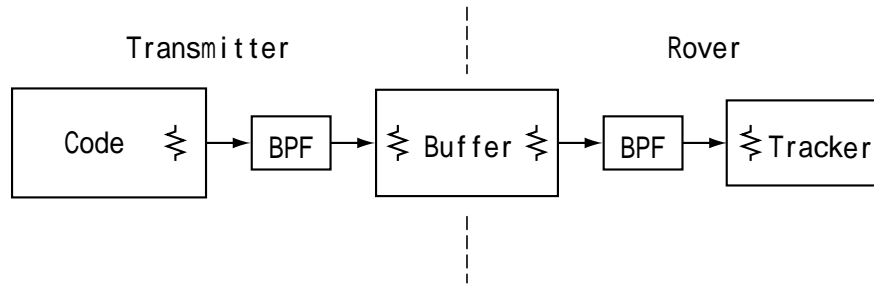 Transmitter
Rover
Code
BPF
Buffer
BPF
Tracker